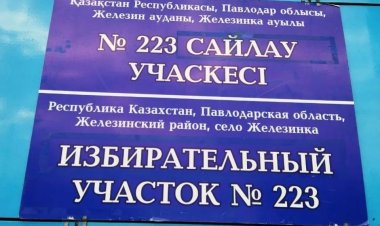 Қазақстан Республикасы, Павлодар облысы,
Железин ауданы, Железинка ауылы
№ 223 САЙЛАУ
УЧАСКЕСІ
Республика Казахстан, Павлодарская область,
Железинский район, село Железинка
ИЗБИРАТЕЛЬНЫЙ
УЧАСТОК № 223